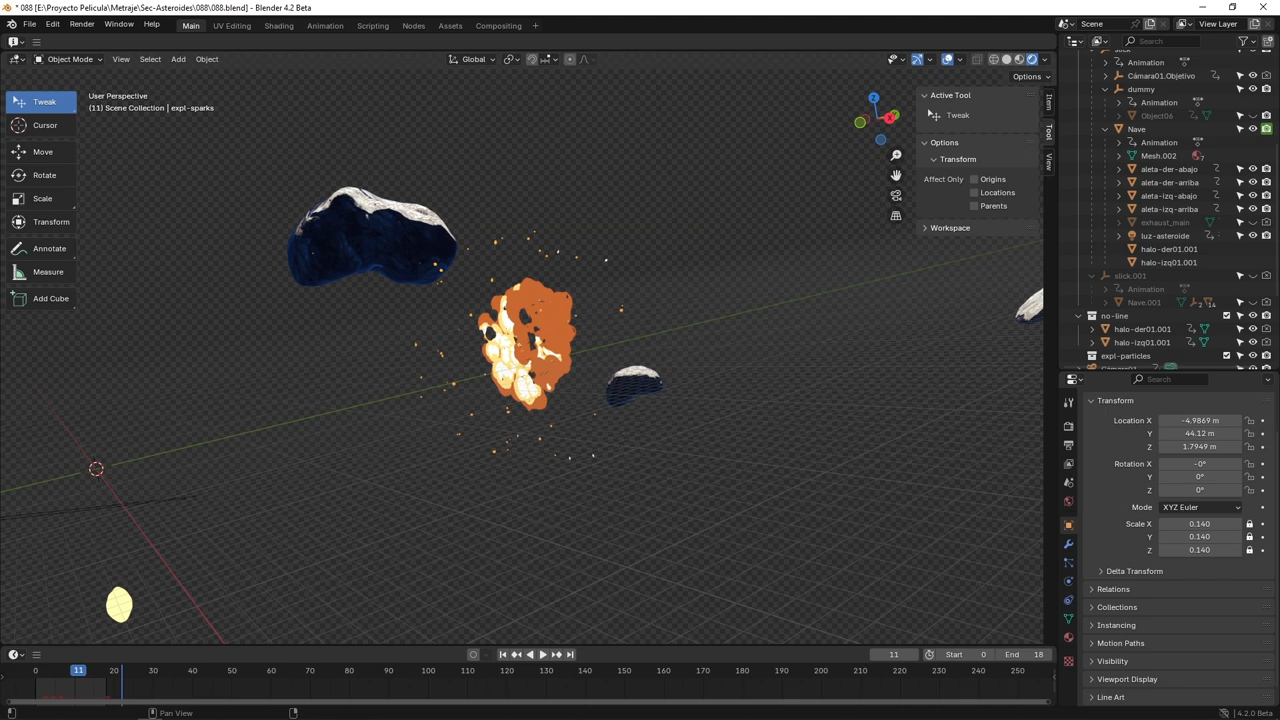 * 088 [E:\Proyecto Pelicula\Metraje\Sec-Asteroides\088\088.blend] - Blender 4.2 Beta
File Edit Render Window Help Main UV Editing Shading Animation Scripting Nodes Assets Compositing + Scene View Layer
Search
Object Mode View Select Add Object Global
Options
User Perspective
(11) Scene Collection | expl-sparks
Tweak
Cursor
Move
Rotate
Scale
Transform
Annotate
Measure
Add Cube
Z
X
Active Tool
Tweak
Options
Transform
Affect Only Origins
Locations
Parents
Workspace
Item
Tool
View
Animation
Cámara01.Objetivo
dummy
Animation
Object06
Nave
Animation
Mesh.002 7
aleta-der-abajo
aleta-der-arriba
aleta-izq-abajo
aleta-izq-arriba
exhaust_main
luz-asteroide
halo-der01.001
halo-izq01.001
slick.001
Animation
Nave.001 2 14
no-line
halo-der01.001
halo-izq01.001
expl-particles
Search
Transform
Location X -4.9869 m
Y 44.12 m
Z 1.7949 m
Rotation X -0°
Y 0°
Z 0°
Mode XYZ Euler
Scale X 0.140
Y 0.140
Z 0.140
Delta Transform
Relations
Collections
Instancing
Motion Paths
Visibility
Viewport Display
Line Art
11 Start 0 End 18
0 11 20 30 40 50 60 70 80 90 100 110 120 130 140 150 160 170 180 190 200 210 220 230 240 250
Pan View
4.2.0 Beta